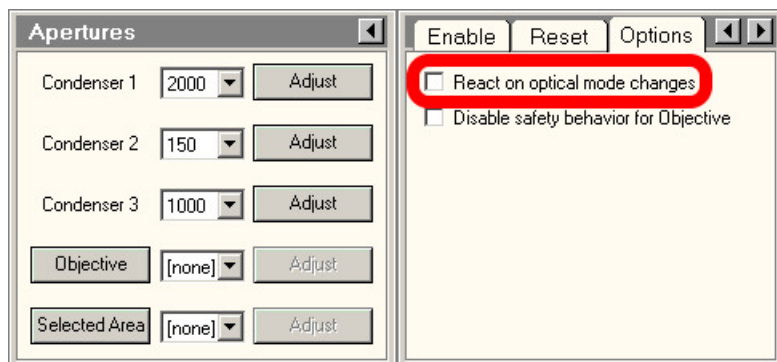 Apertures
Condenser 1 2000 Adjust
Condenser 2 150 Adjust
Condenser 3 1000 Adjust
Objective [none] Adjust
Selected Area [none] Adjust
Enable Reset Options
React on optical mode changes
Disable safety behavior for Objective